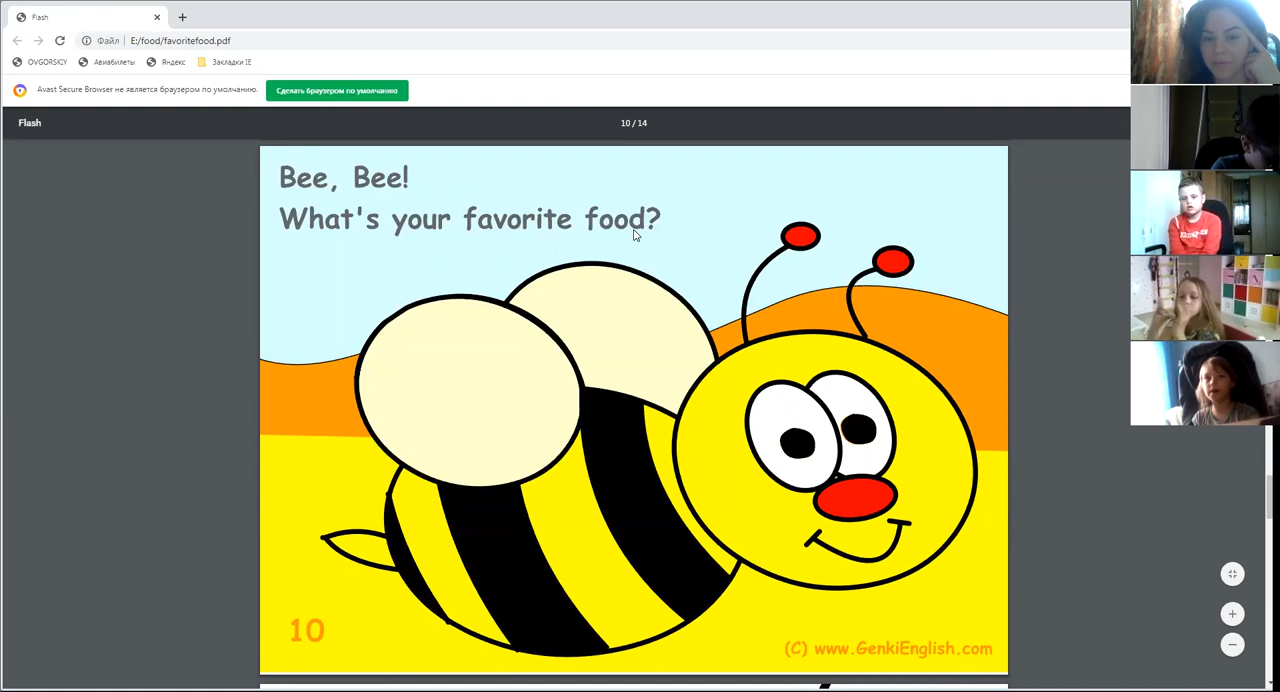 Flash
Файл E:/food/favoritefood.pdf
OVGORSKIY Авиабилеты Яндекс Закладки IE
Avast Secure Browser не является браузером по умолчанию. Сделать браузером по умолчанию
Flash 10 / 14
Bee, Bee!
What's your favorite food?
10
(C) www.GenkiEnglish.com